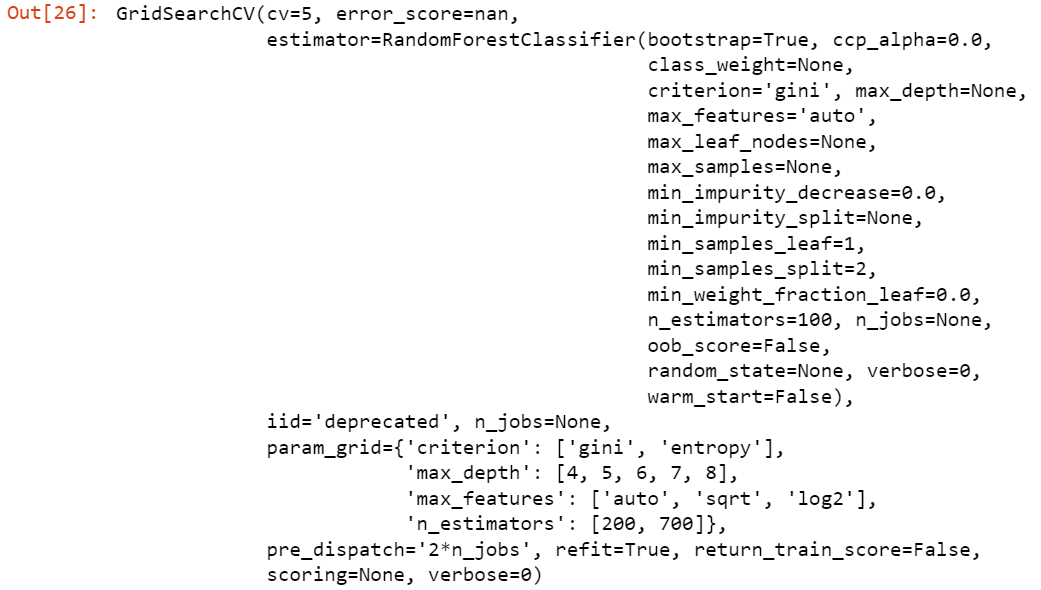 Out[26]: GridSearchCV(cv=5, error_score=nan,
estimator=RandomForestClassifier(bootstrap=True, ccp_alpha=0.0,
class_weight=None,
criterion='gini', max_depth=None,
max_features='auto',
max_leaf_nodes=None,
max_samples=None,
min_impurity_decrease=0.0,
min_impurity_split=None,
min_samples_leaf=1,
min_samples_split=2,
min_weight_fraction_leaf=0.0,
n_estimators=100, n_jobs=None,
oob_score=False,
random_state=None, verbose=0,
warm_start=False),
iid='deprecated', n_jobs=None,
param_grid={'criterion': ['gini', 'entropy'],
'max_depth': [4, 5, 6, 7, 8],
'max_features': ['auto', 'sqrt', 'log2'],
'n_estimators': [200, 700]},
pre_dispatch='2*n_jobs', refit=True, return_train_score=False,
scoring=None, verbose=0)